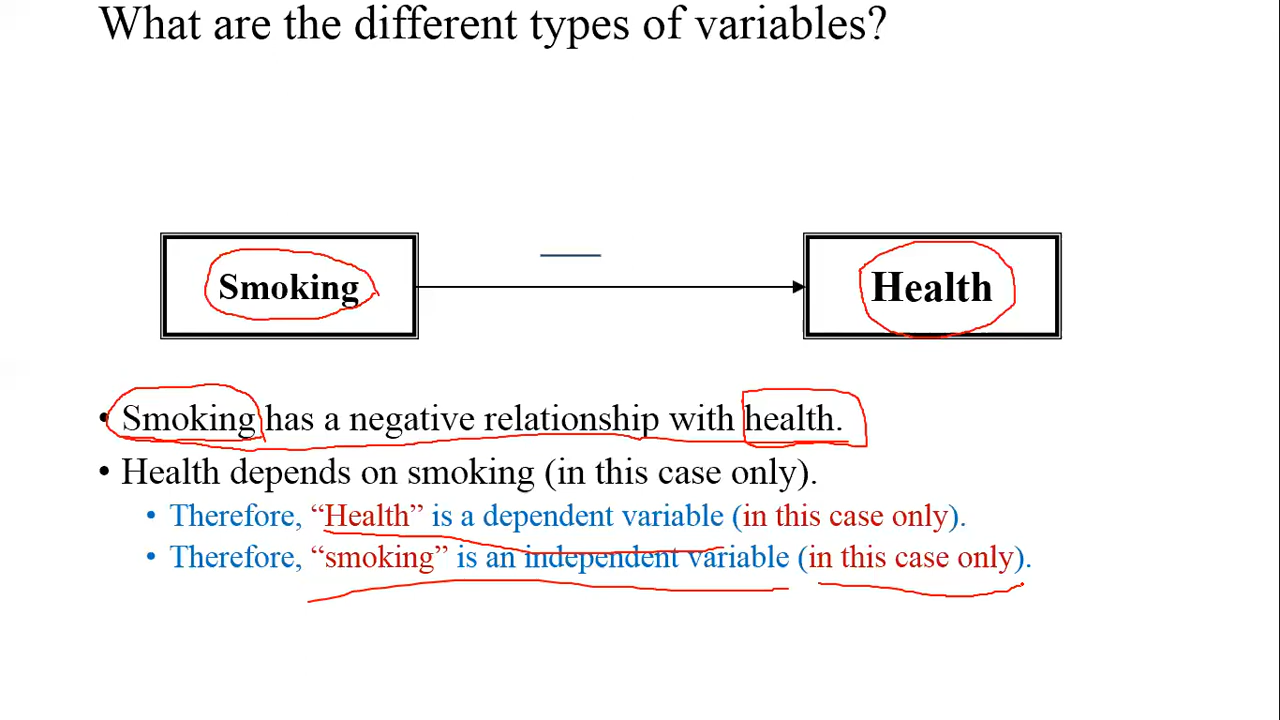 What are the different types of variables?
Smoking
Health
• Smoking has a negative relationship with health.
• Health depends on smoking (in this case only).
• Therefore, “Health” is a dependent variable (in this case only).
• Therefore, “smoking” is an independent variable (in this case only).